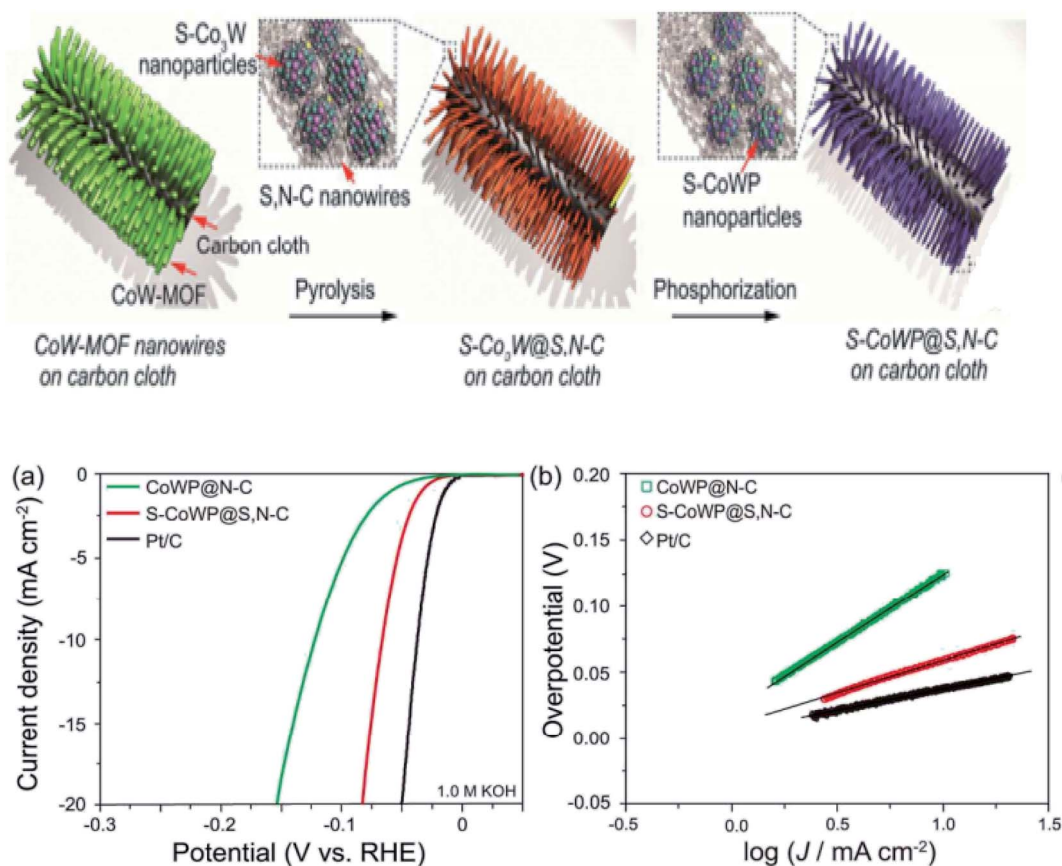 S-Co₃W
nanoparticles
S,N-C nanowires
Carbon cloth
CoW-MOF
Pyrolysis
CoW-MOF nanowires
on carbon cloth
S-Co₃W@S,N-C
on carbon cloth
S-CoWP
nanoparticles
Phosphorization
S-CoWP@S,N-C
on carbon cloth
(a)
CoWP@N-C
S-CoWP@S,N-C
Pt/C
Current density (mA cm⁻²)
0
-5
-10
-15
-20
1.0 M KOH
-0.3
-0.2
-0.1
0
Potential (V vs. RHE)
(b)
CoWP@N-C
S-CoWP@S,N-C
Pt/C
Overpotential (V)
0.20
0.15
0.10
0.05
0.00
-0.05
-0.5
0.0
0.5
1.0
1.5
log (J / mA cm⁻²)